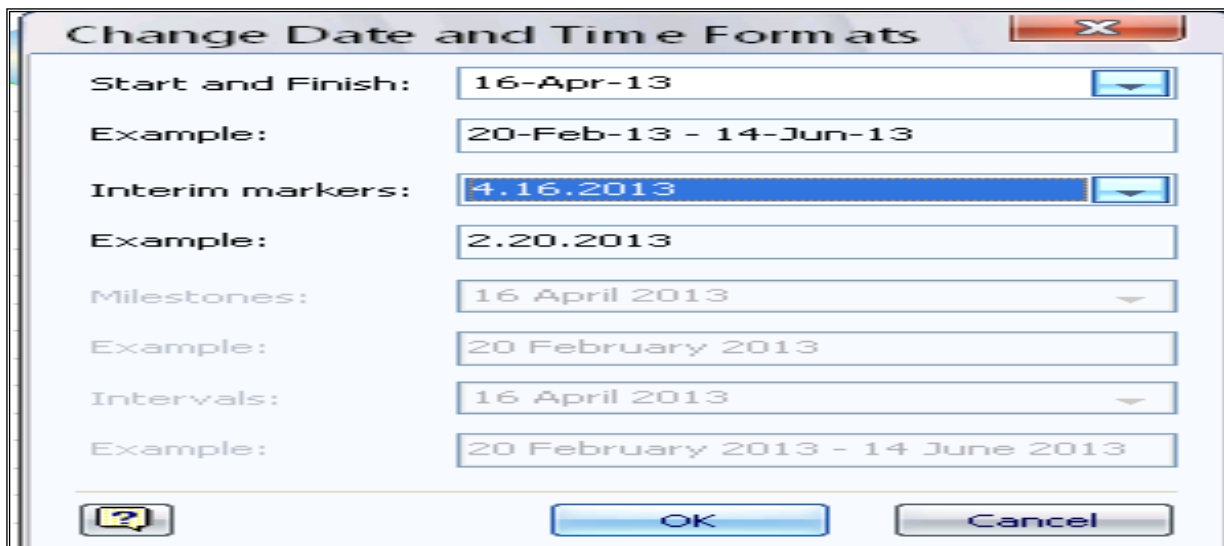 Change Date and Time Formats
Start and Finish: 16-Apr-13
Example: 20-Feb-13 - 14-Jun-13
Interim markers: 4.16.2013
Example: 2.20.2013
Milestones: 16 April 2013
Example: 20 February 2013
Intervals: 16 April 2013
Example: 20 February 2013 - 14 June 2013
? OK Cancel